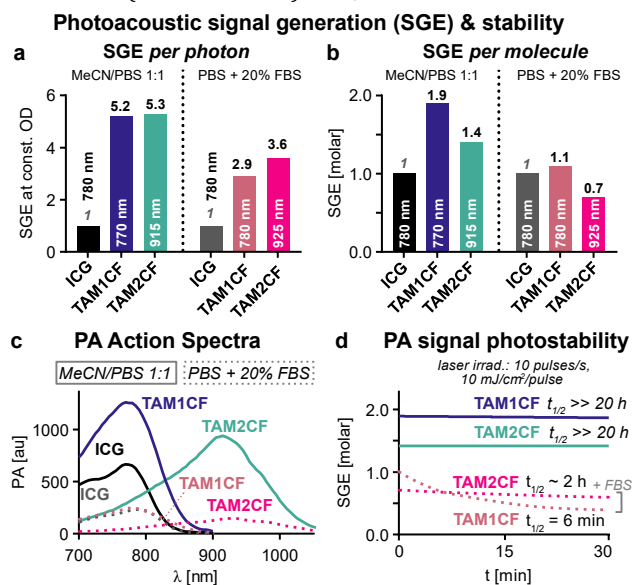 Photoacoustic signal generation (SGE) & stability
a SGE per photon
MeCN/PBS 1:1 PBS + 20% FBS
SGE at const. OD
6
4
2
0
1 780 nm
5.2 770 nm
5.3 915 nm
1 780 nm
2.9 780 nm
3.6 925 nm
ICG TAM1CF TAM2CF ICG TAM1CF TAM2CF
b SGE per molecule
MeCN/PBS 1:1 PBS + 20% FBS
SGE [molar]
2.0
1.0
0.0
1 780 nm
1.9 770 nm
1.4 915 nm
1 780 nm
1.1 780 nm
0.7 925 nm
ICG TAM1CF TAM2CF ICG TAM1CF TAM2CF
c PA Action Spectra
MeCN/PBS 1:1 PBS + 20% FBS
PA [au]
1000
500
0
TAM1CF
TAM2CF
ICG
ICG
TAM1CF
TAM2CF
700 800 900 1000
λ [nm]
d PA signal photostability
laser irrad.: 10 pulses/s,
10 mJ/cm²/pulse
SGE [molar]
2.0
1.0
0.0
TAM1CF t1/2 >> 20 h
TAM2CF t1/2 >> 20 h
TAM2CF t1/2 ~ 2 h + FBS
TAM1CF t1/2 = 6 min
0 15 30
t [min]